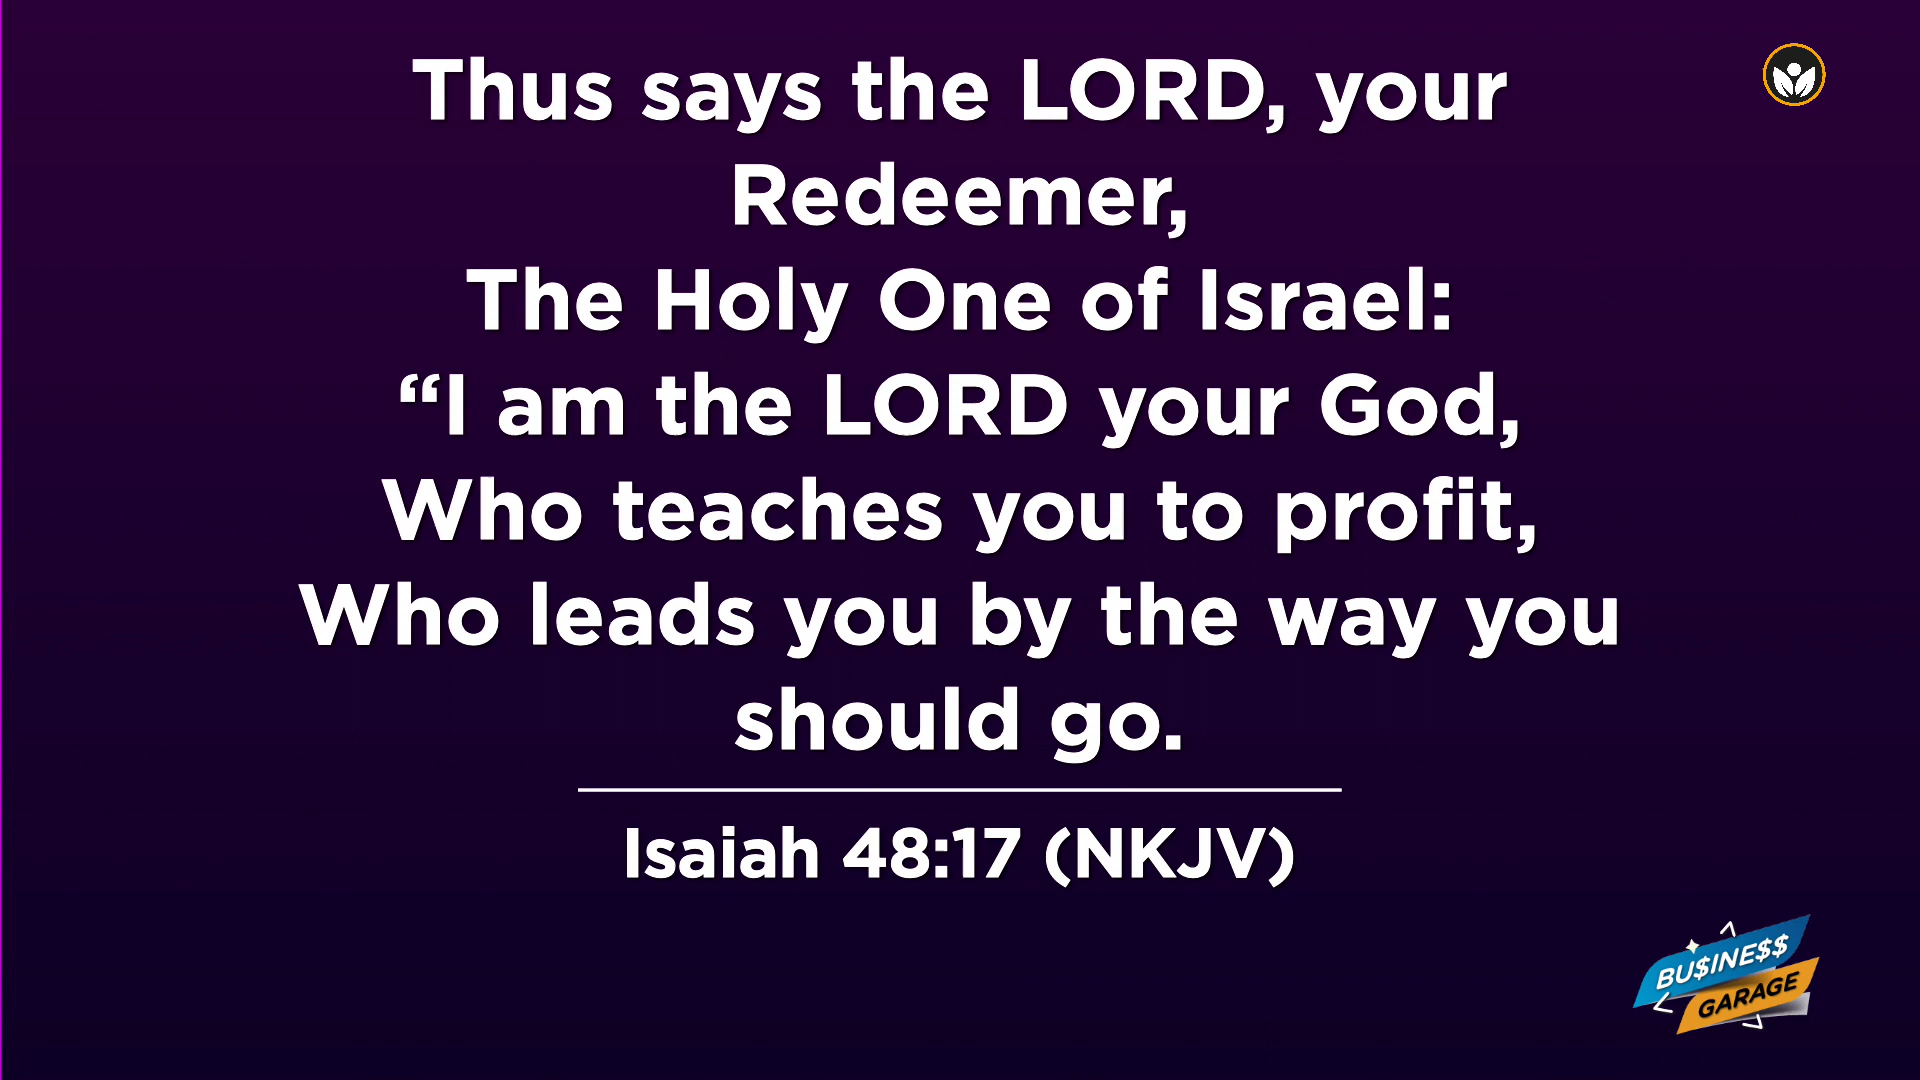 Thus says the LORD, your
Redeemer,
The Holy One of Israel:
“I am the LORD your God,
Who teaches you to profit,
Who leads you by the way you
should go.
Isaiah 48:17 (NKJV)
BU$INE$$
GARAGE